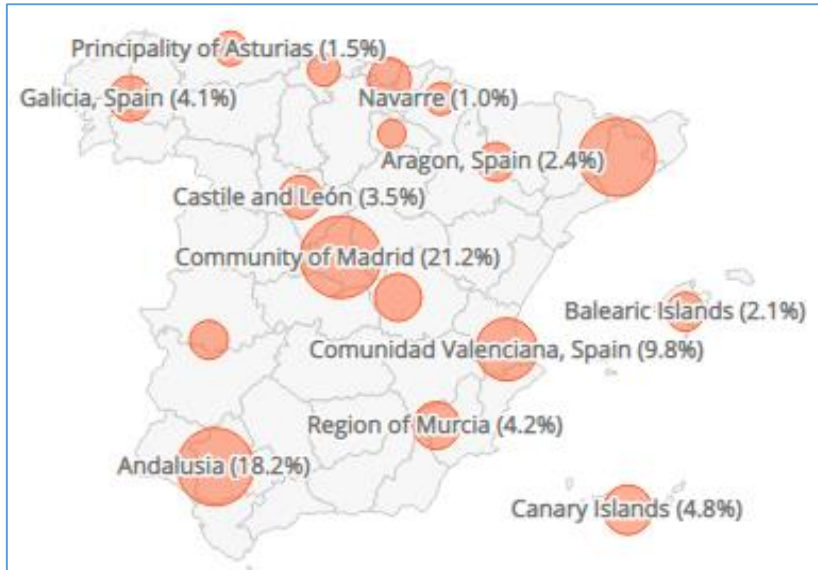 Principality of Asturias (1.5%)
Galicia, Spain (4.1%)
Navarre (1.0%)
Aragon, Spain (2.4%)
Castile and León (3.5%)
Community of Madrid (21.2%)
Balearic Islands (2.1%)
Comunidad Valenciana, Spain (9.8%)
Region of Murcia (4.2%)
Andalusia (18.2%)
Canary Islands (4.8%)